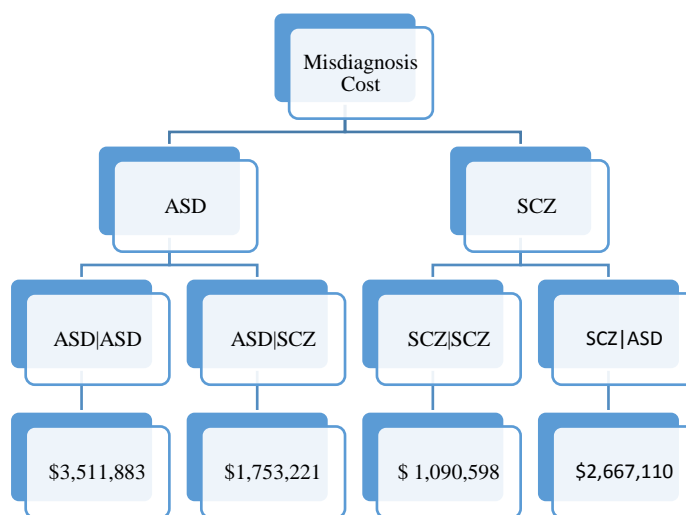 Misdiagnosis
Cost
ASD
SCZ
ASD|ASD
ASD|SCZ
SCZ|SCZ
SCZ|ASD
$3,511,883
$1,753,221
$ 1,090,598
$2,667,110